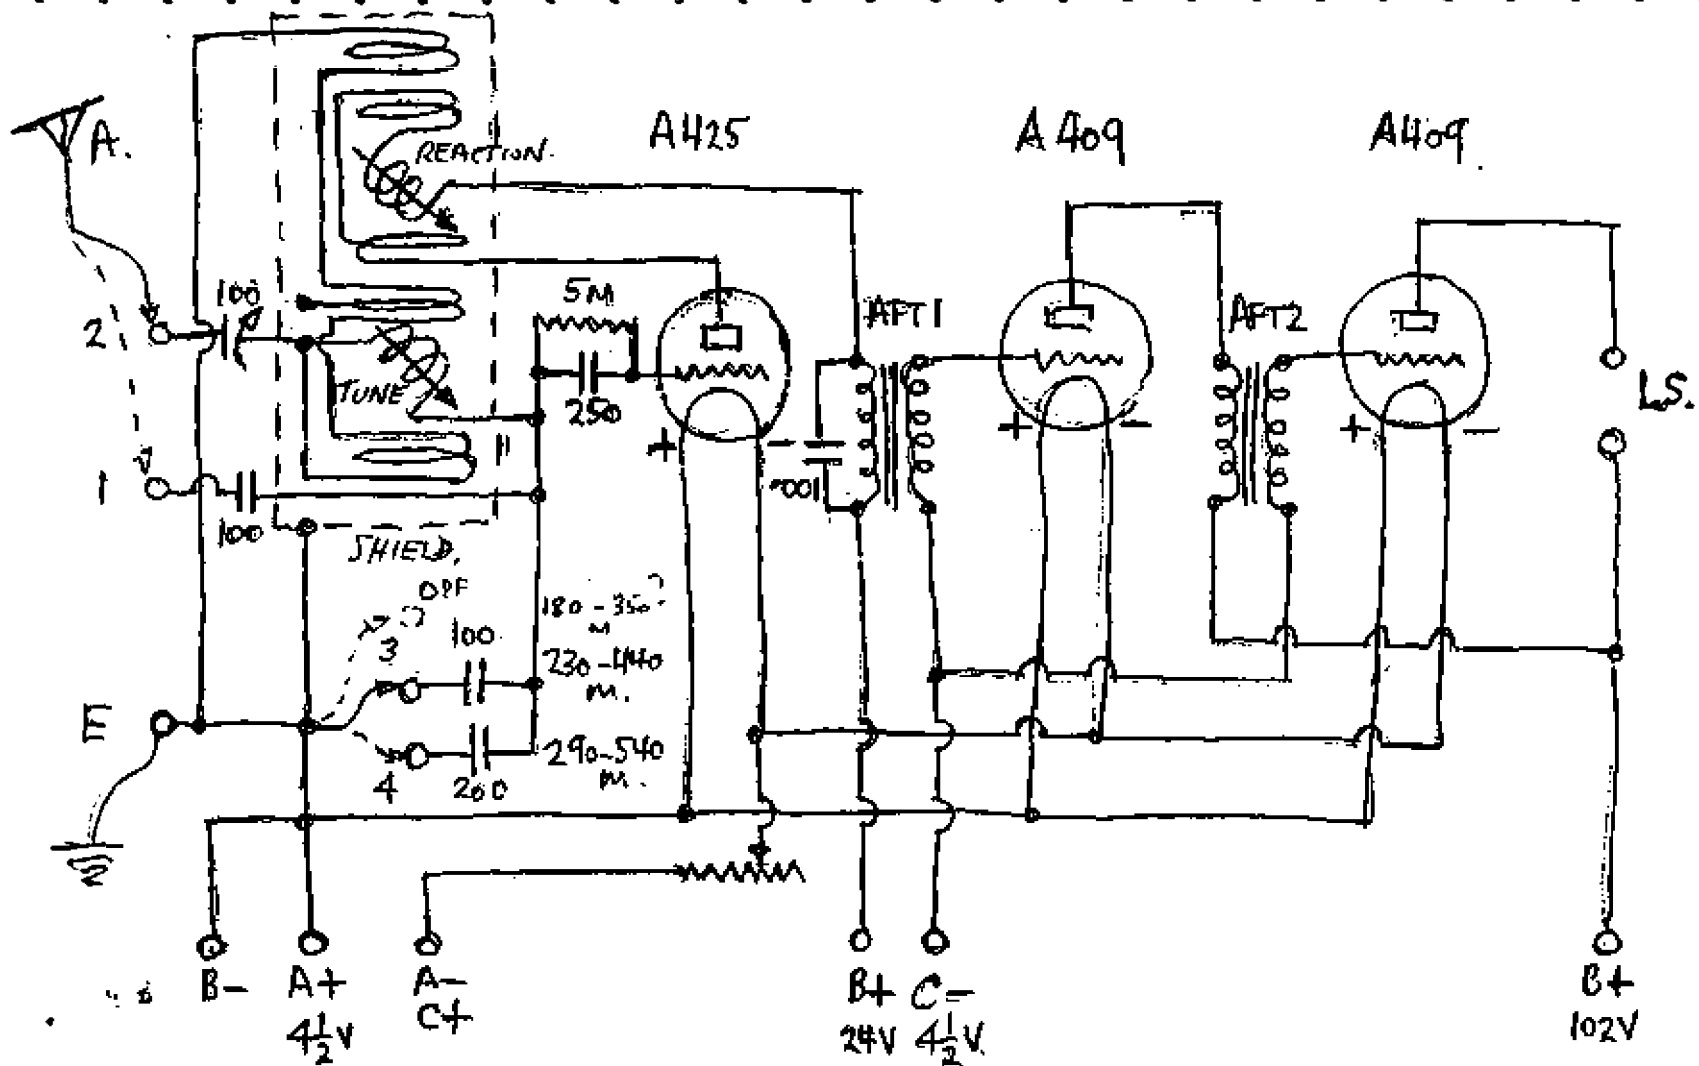 A.
REACTION.
A425
A409
A409.
100
5M
AFT1
AFT2
2
TUNE
250
+
-
+
-
+
-
L.S.
1
100
.001
SHIELD.
OFF
180-350
M
3
100
230-440
M.
E
4
200
290-540
M.
B-
A+
A-
B+
C-
B+
4½V
C+
24V
4½V.
102V